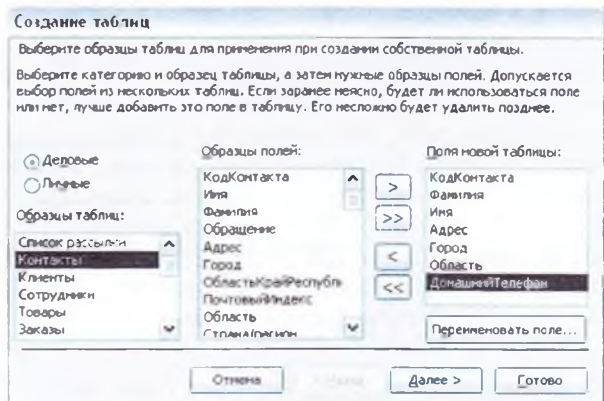 Создание таблиц
Выберите образцы таблиц для применения при создании собственной таблицы.
Выберите категорию и образец таблицы, а затем нужные образцы полей. Допускается
выбор полей из нескольких таблиц. Если заранее неясно, будет ли использоваться поле
или нет, лучше добавить это поле в таблицу. Его несложно будет удалить позднее.
Деловые
Личные
Образцы таблиц:
Список рассылки
Контакты
Клиенты
Сотрудники
Товары
Заказы
Образцы полей:
КодКонтакта
Имя
Фамилия
Обращение
Адрес
Город
ОбластьКрайРеспубли
ПочтовыйИндекс
Область
Страна/регион
>
>>
<
<<
Поля новой таблицы:
КодКонтакта
Фамилия
Имя
Адрес
Город
Область
ДомашнийТелефон
Переименовать поле...
Отмена
Далее >
Готово